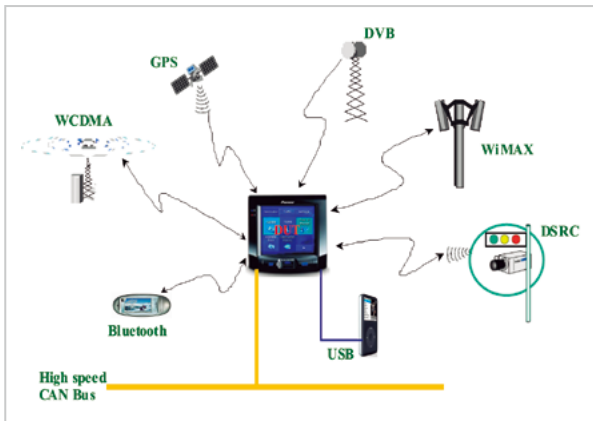 DVB
GPS
WCDMA
WiMAX
DSRC
Bluetooth
USB
High speed
CAN Bus